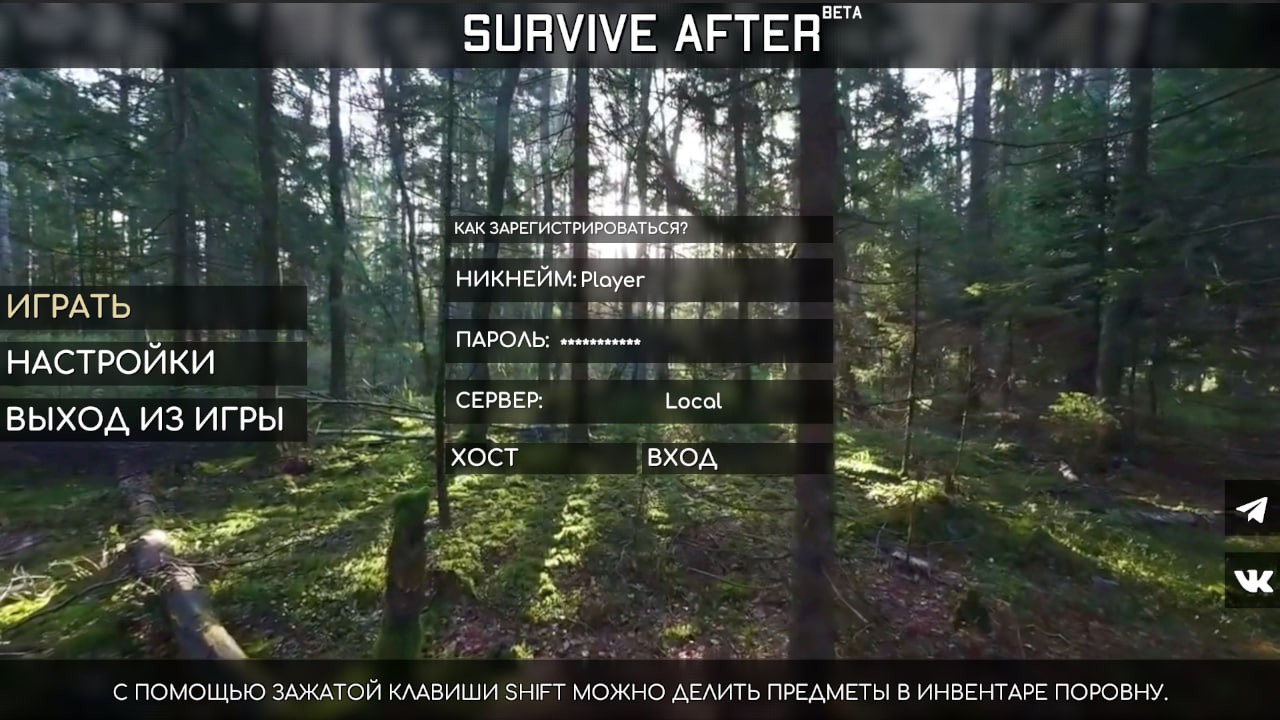 SURVIVE AFTER BETA
КАК ЗАРЕГИСТРИРОВАТЬСЯ?
НИКНЕЙМ: Player
ПАРОЛЬ: ***********
СЕРВЕР: Local
ХОСТ ВХОД
ИГРАТЬ
НАСТРОЙКИ
ВЫХОД ИЗ ИГРЫ
С ПОМОЩЬЮ ЗАЖАТОЙ КЛАВИШИ SHIFT МОЖНО ДЕЛИТЬ ПРЕДМЕТЫ В ИНВЕНТАРЕ ПОРОВНУ.